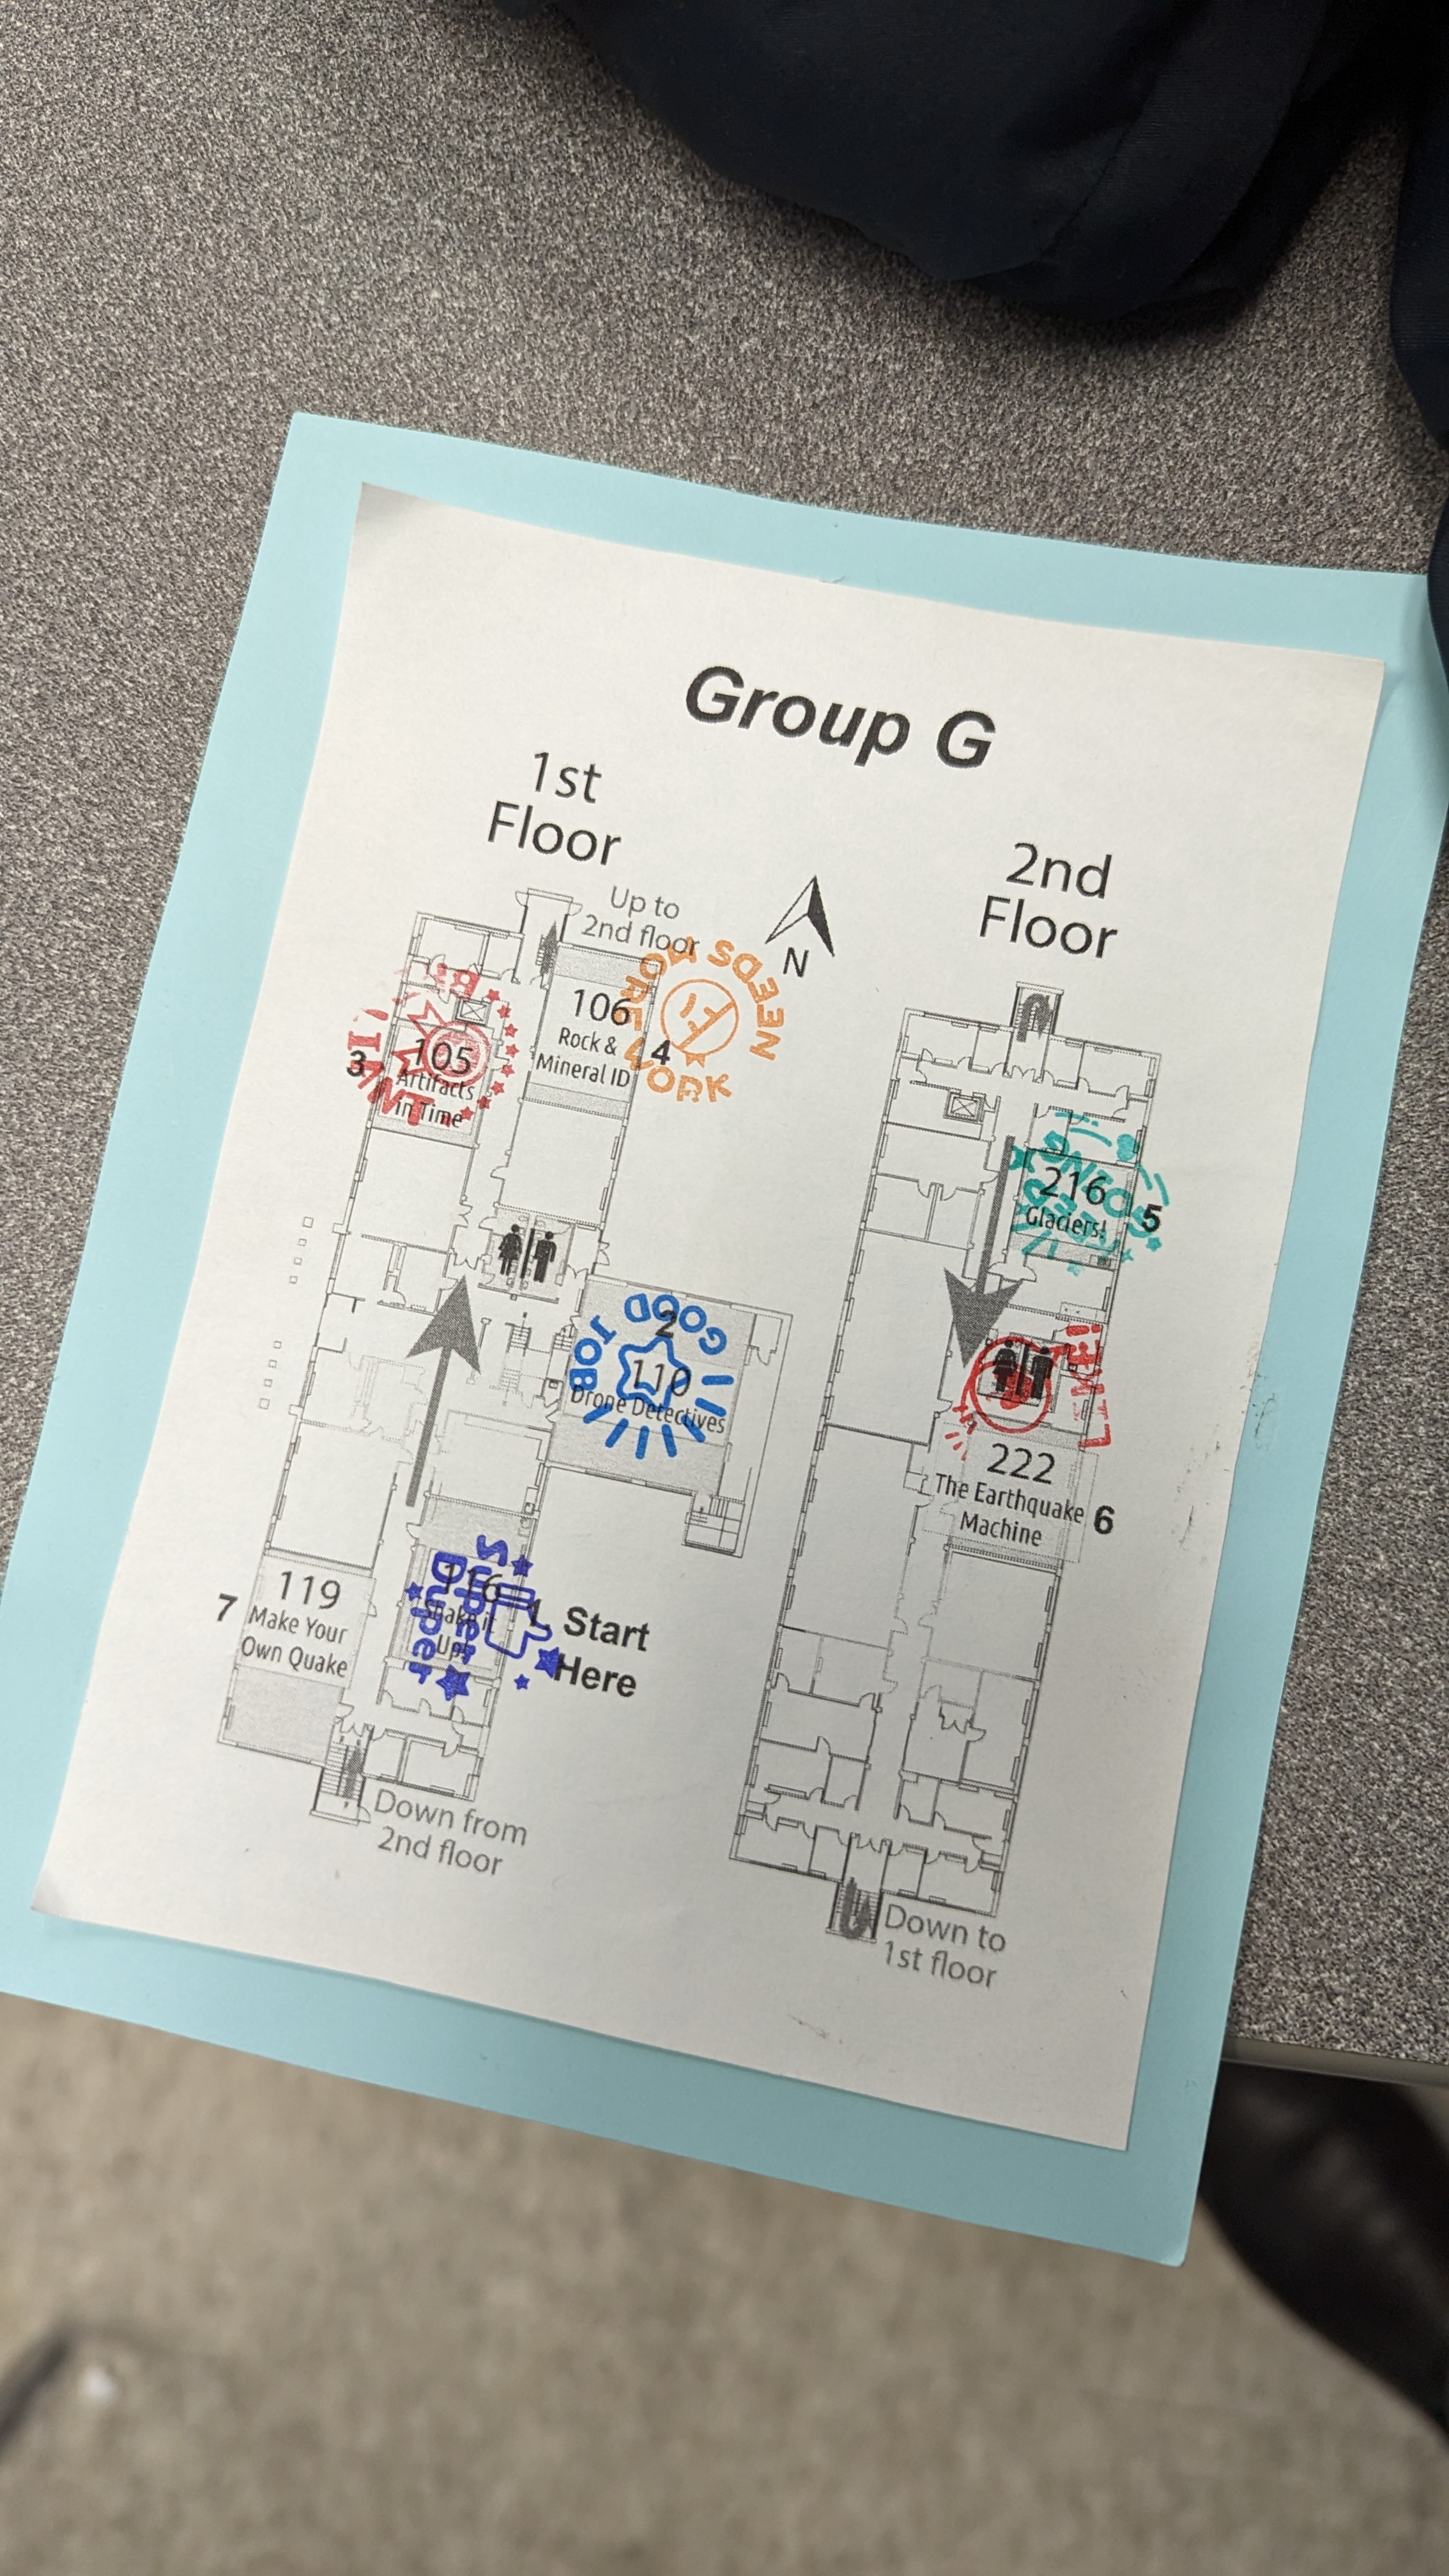 Group G
1st
Floor
Up to
2nd floor
N
106
Rock &
Mineral ID
4
NEEDS MORE WORK
3
105
Artifacts
in Time
2
110
Drone Detectives
GOOD JOB
116
Shake it
Up!
SUPER DUPER
1 Start
Here
7
119
Make Your
Own Quake
Down from
2nd floor
2nd
Floor
216
Glaciers!
5
222
The Earthquake
Machine
6
Down to
1st floor